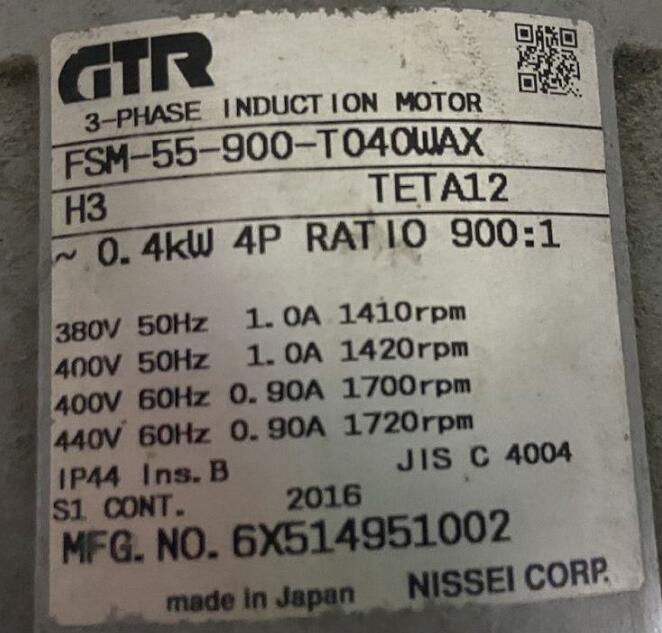 GTR
3-PHASE INDUCTION MOTOR
FSM-55-900-T040WAX
H3 TETA12
~ 0.4kW 4P RATIO 900:1
380V 50Hz 1.0A 1410rpm
400V 50Hz 1.0A 1420rpm
400V 60Hz 0.90A 1700rpm
440V 60Hz 0.90A 1720rpm
IP44 Ins.B JIS C 4004
S1 CONT. 2016
MFG. NO. 6X514951002
made in Japan NISSEI CORP.